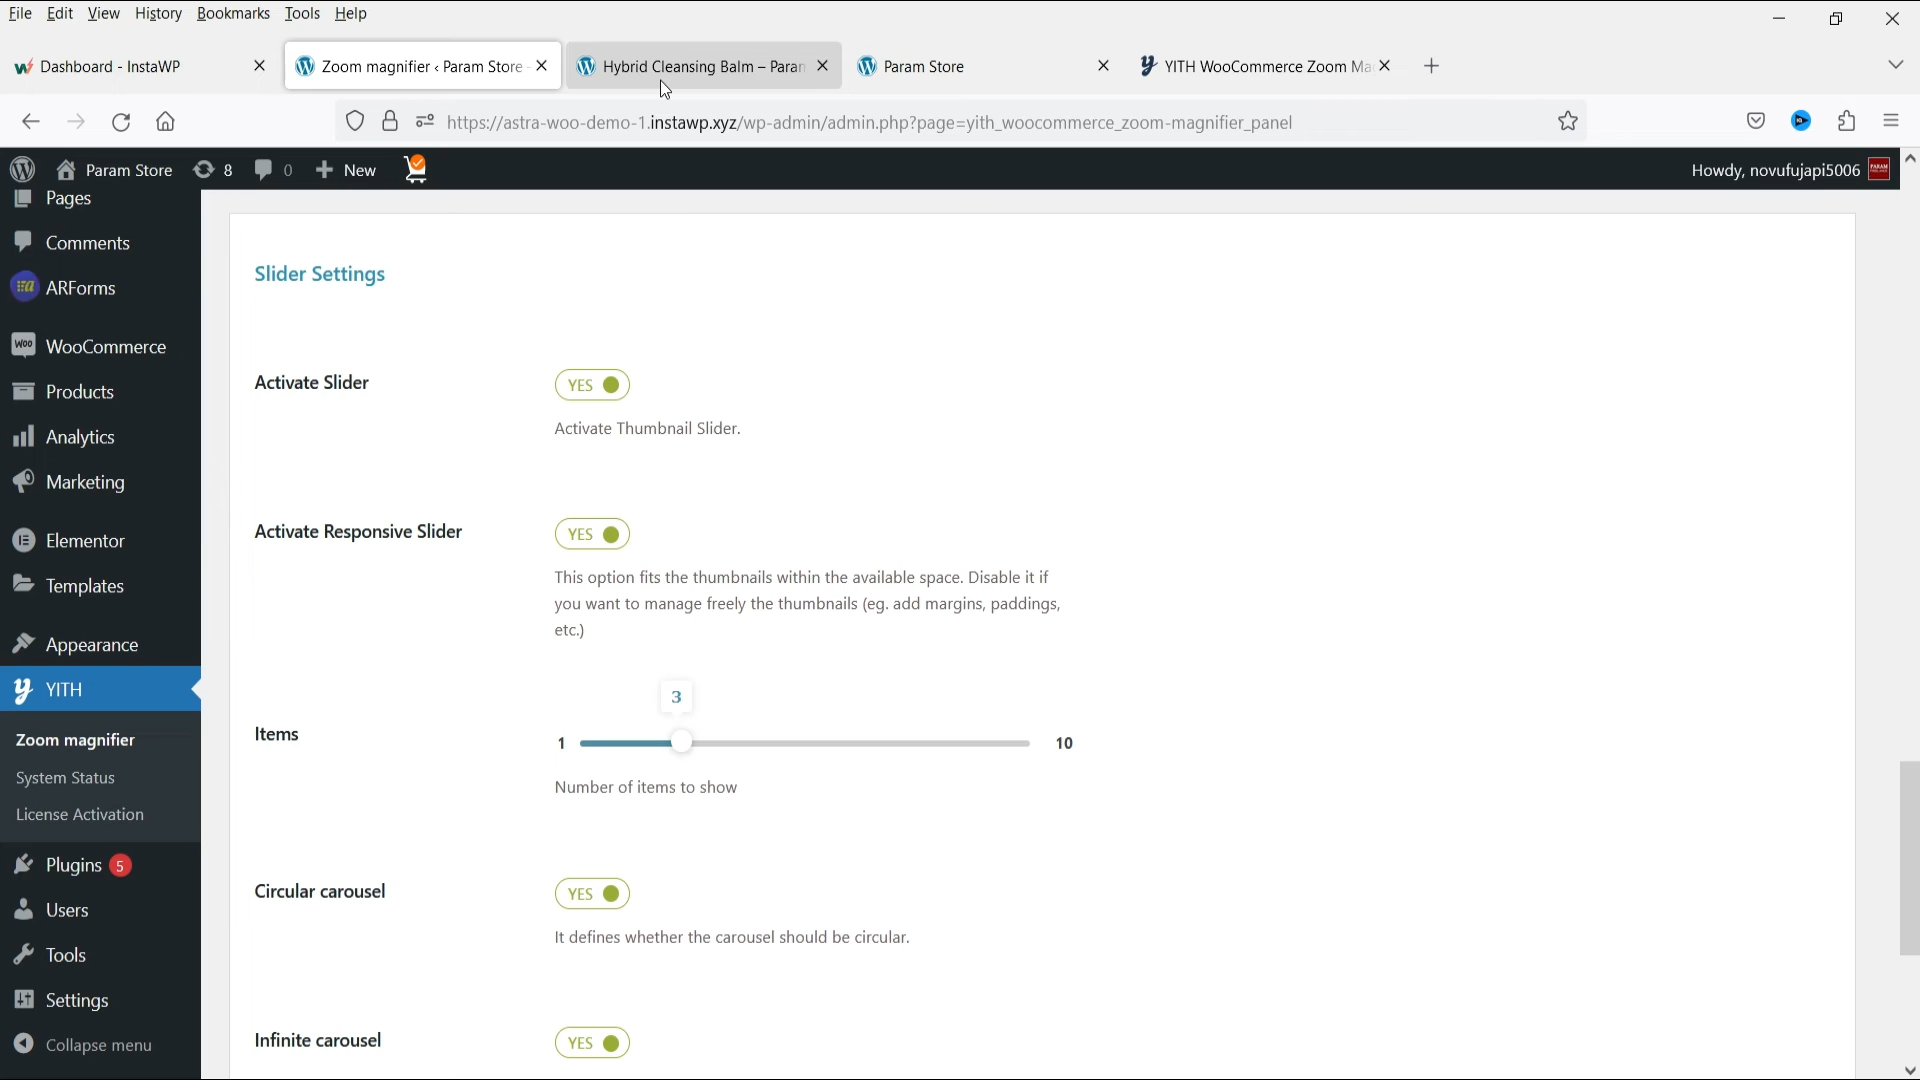 File Edit View History Bookmarks Tools Help
Dashboard - InstaWP
Zoom magnifier ‹ Param Store -
Hybrid Cleansing Balm – Param
Param Store
YITH WooCommerce Zoom Ma
https://astra-woo-demo-1.instawp.xyz/wp-admin/admin.php?page=yith_woocommerce_zoom-magnifier_panel
Param Store 8 0 New
Howdy, novufujapi5006
Pages
Comments
ARForms
WooCommerce
Products
Analytics
Marketing
Elementor
Templates
Appearance
YITH
Zoom magnifier
System Status
License Activation
Plugins 5
Users
Tools
Settings
Collapse menu
Slider Settings
Activate Slider
YES
Activate Thumbnail Slider.
Activate Responsive Slider
YES
This option fits the thumbnails within the available space. Disable it if
you want to manage freely the thumbnails (eg. add margins, paddings,
etc.)
Items
3
1
10
Number of items to show
Circular carousel
YES
It defines whether the carousel should be circular.
Infinite carousel
YES